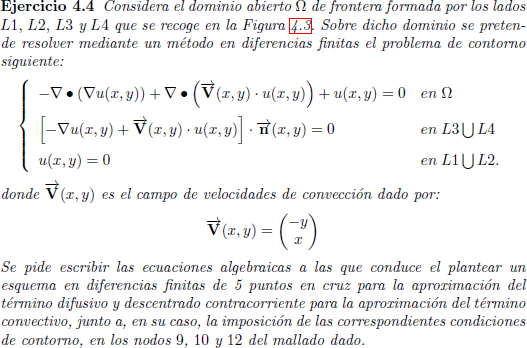 Ejercicio 4.4 Considera el dominio abierto Ω de frontera formada por los lados
L1, L2, L3 y L4 que se recoge en la Figura 4.3. Sobre dicho dominio se preten-
de resolver mediante un método en diferencias finitas el problema de contorno
siguiente:
−∇ • (∇u(x, y)) + ∇ • (V⃗(x, y) · u(x, y)) + u(x, y) = 0 en Ω
[−∇u(x, y) + V⃗(x, y) · u(x, y)] · n⃗(x, y) = 0 en L3 ⋃ L4
u(x, y) = 0 en L1 ⋃ L2.
donde V⃗(x, y) es el campo de velocidades de convección dado por:
V⃗(x, y) = (−y
x)
Se pide escribir las ecuaciones algebraicas a las que conduce el plantear un
esquema en diferencias finitas de 5 puntos en cruz para la aproximación del
término difusivo y descentrado contracorriente para la aproximación del término
convectivo, junto a, en su caso, la imposición de las correspondientes condiciones
de contorno, en los nodos 9, 10 y 12 del mallado dado.